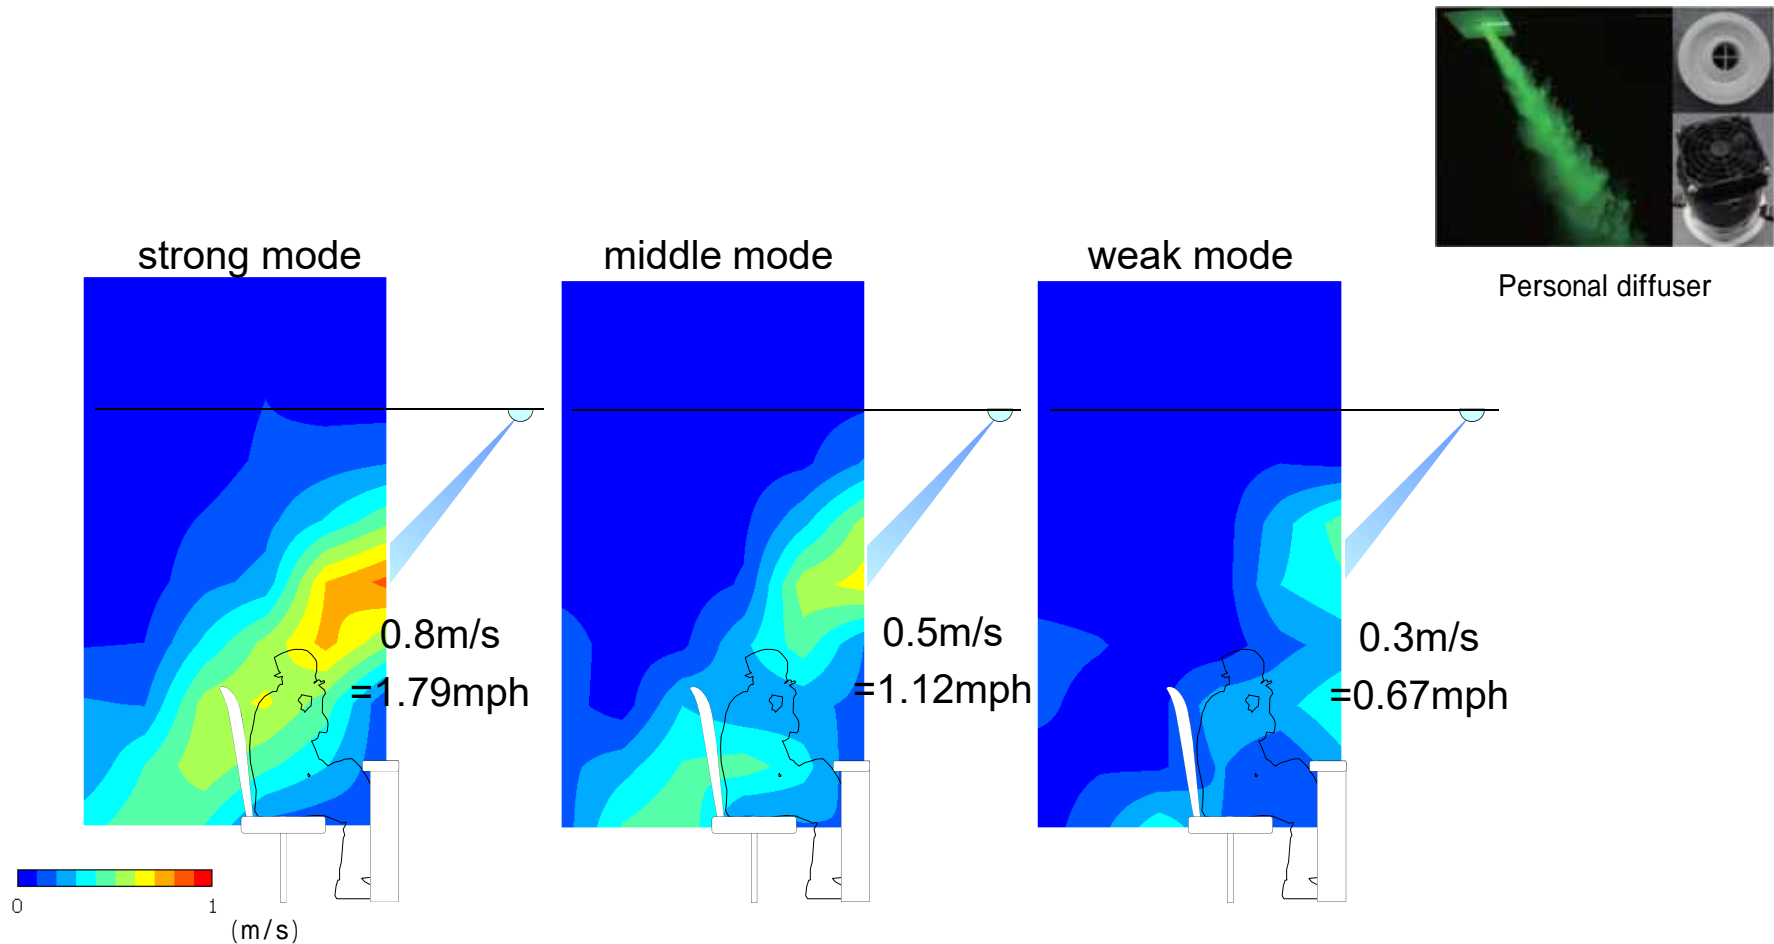 Personal diffuser
strong mode
middle mode
weak mode
0.8m/s
=1.79mph
0.5m/s
=1.12mph
0.3m/s
=0.67mph
0
1
(m/s)